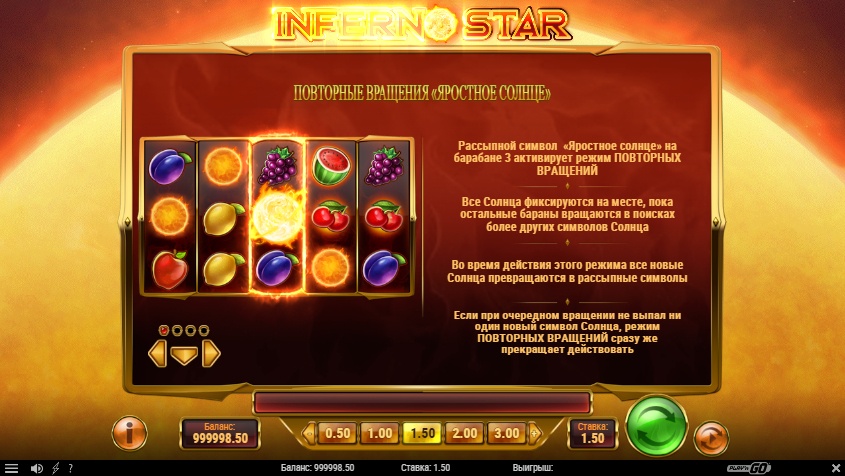 INFERNO STAR
ПОВТОРНЫЕ ВРАЩЕНИЯ «ЯРОСТНОЕ СОЛНЦЕ»
Рассыпной символ «Яростное солнце» на
барабане 3 активирует режим ПОВТОРНЫХ
ВРАЩЕНИЙ
Все Солнца фиксируются на месте, пока
остальные бараны вращаются в поисках
более других символов Солнца
Во время действия этого режима все новые
Солнца превращаются в рассыпные символы
Если при очередном вращении не выпал ни
один новый символ Солнца, режим
ПОВТОРНЫХ ВРАЩЕНИЙ сразу же
прекращает действовать
Баланс:
999998.50
0.50 1.00 1.50 2.00 3.00
Ставка:
1.50
? Баланс: 999998.50 Ставка: 1.50 Выигрыш: PLAY'N GO